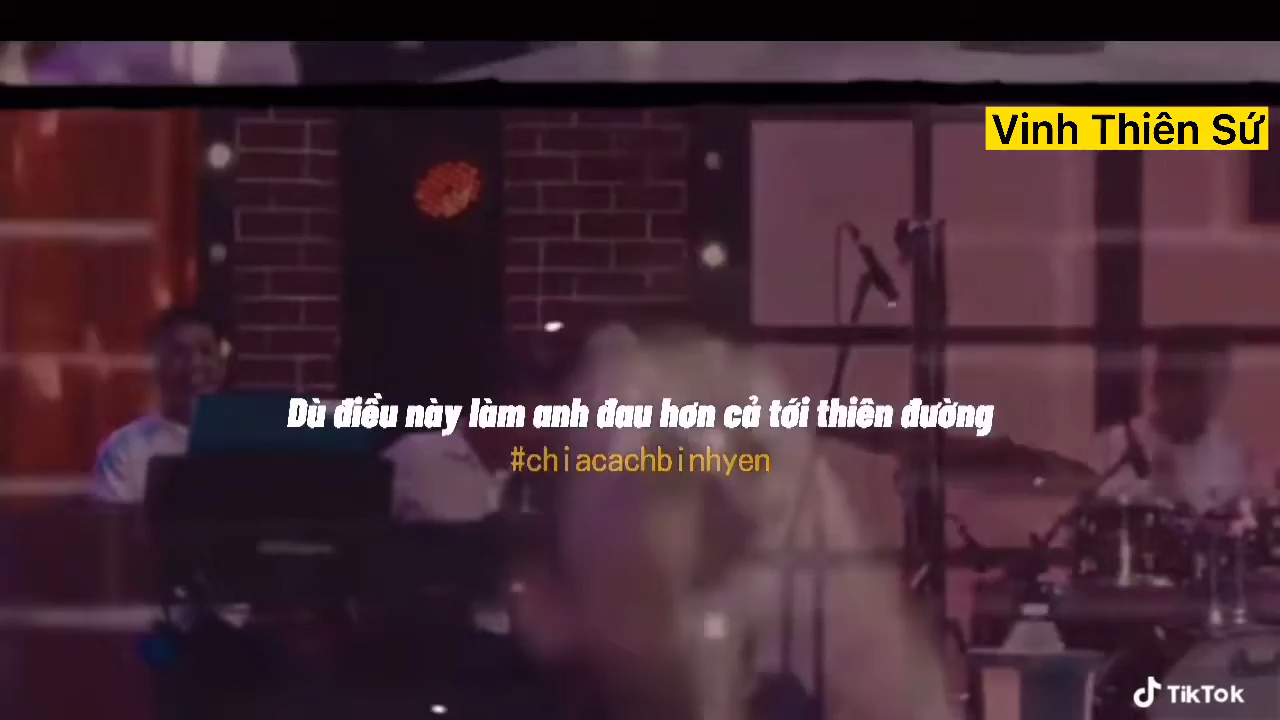 Vinh Thiên Sứ
Dù điều này làm anh đau hơn cả tới thiên đường
#chiacachbinhyen
TikTok